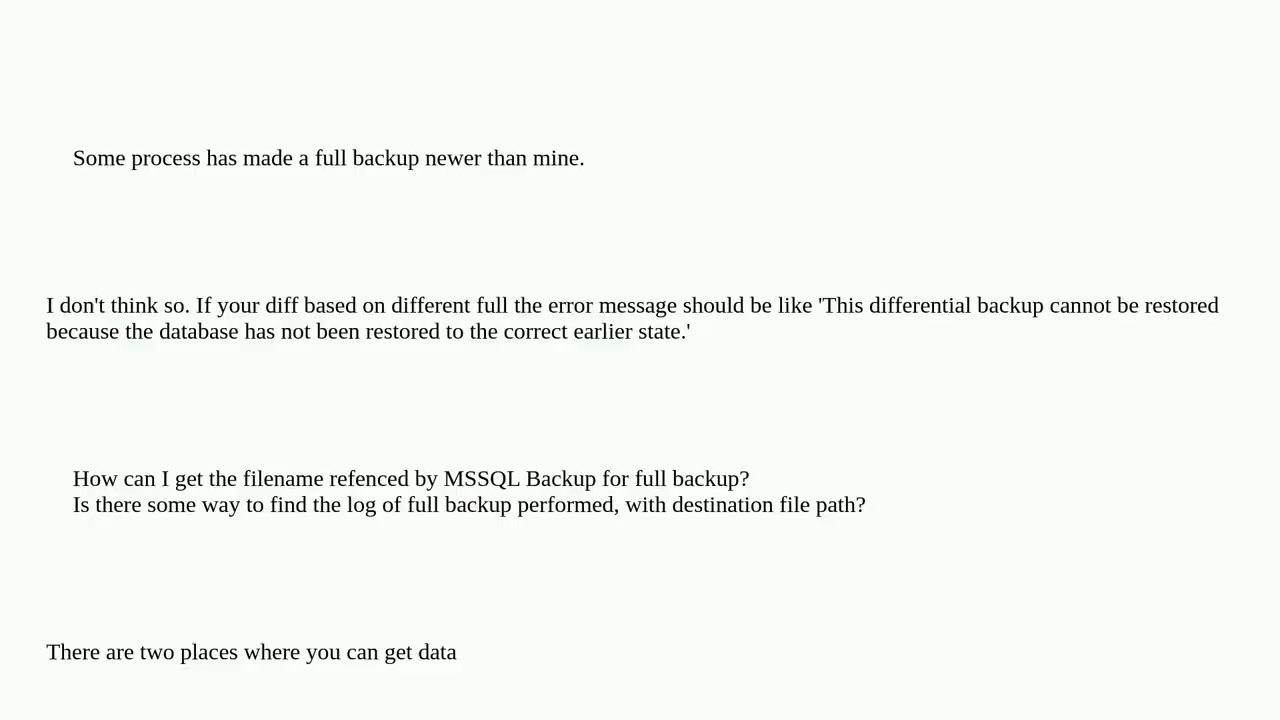 Some process has made a full backup newer than mine.
I don't think so. If your diff based on different full the error message should be like 'This differential backup cannot be restored
because the database has not been restored to the correct earlier state.'
How can I get the filename refenced by MSSQL Backup for full backup?
Is there some way to find the log of full backup performed, with destination file path?
There are two places where you can get data